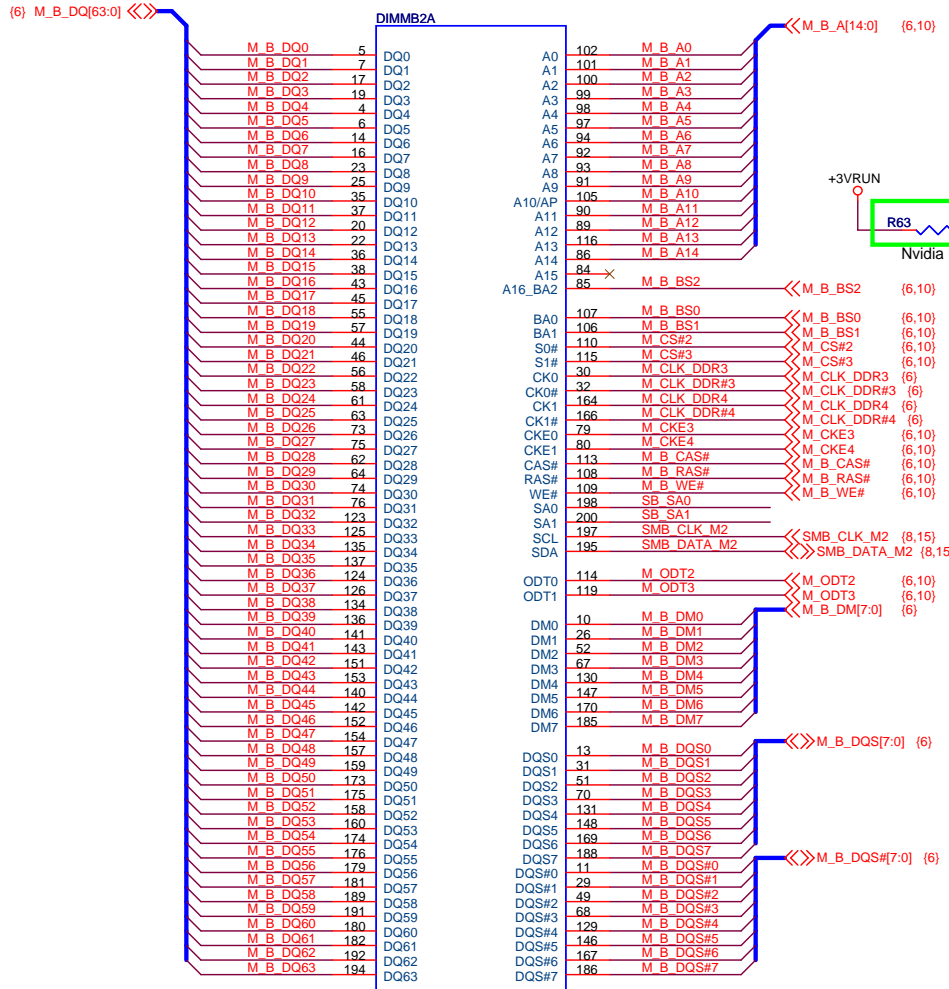 {6} M_B_DQ[63:0]
DIMMB2A
M_B_A[14:0] {6,10}
M_B_DQ0 5 DQ0 A0 102 M_B_A0
M_B_DQ1 7 DQ1 A1 101 M_B_A1
M_B_DQ2 17 DQ2 A2 100 M_B_A2
M_B_DQ3 19 DQ3 A3 99 M_B_A3
M_B_DQ4 4 DQ4 A4 98 M_B_A4
M_B_DQ5 6 DQ5 A5 97 M_B_A5
M_B_DQ6 14 DQ6 A6 94 M_B_A6
M_B_DQ7 16 DQ7 A7 92 M_B_A7
M_B_DQ8 23 DQ8 A8 93 M_B_A8
M_B_DQ9 25 DQ9 A9 91 M_B_A9 +3VRUN
M_B_DQ10 35 DQ10 A10/AP 105 M_B_A10
M_B_DQ11 37 DQ11 A11 90 M_B_A11
M_B_DQ12 20 DQ12 A12 89 M_B_A12 R63
M_B_DQ13 22 DQ13 A13 116 M_B_A13
M_B_DQ14 36 DQ14 A14 86 M_B_A14 Nvidia
M_B_DQ15 38 DQ15 A15 84
M_B_DQ16 43 DQ16 A16_BA2 85 M_B_BS2 M_B_BS2 {6,10}
M_B_DQ17 45 DQ17
M_B_DQ18 55 DQ18 BA0 107 M_B_BS0 M_B_BS0 {6,10}
M_B_DQ19 57 DQ19 BA1 106 M_B_BS1 M_B_BS1 {6,10}
M_B_DQ20 44 DQ20 S0# 110 M_CS#2 M_CS#2 {6,10}
M_B_DQ21 46 DQ21 S1# 115 M_CS#3 M_CS#3 {6,10}
M_B_DQ22 56 DQ22 CK0 30 M_CLK_DDR3 M_CLK_DDR3 {6}
M_B_DQ23 58 DQ23 CK0# 32 M_CLK_DDR#3 M_CLK_DDR#3 {6}
M_B_DQ24 61 DQ24 CK1 164 M_CLK_DDR4 M_CLK_DDR4 {6}
M_B_DQ25 63 DQ25 CK1# 166 M_CLK_DDR#4 M_CLK_DDR#4 {6}
M_B_DQ26 73 DQ26 CKE0 79 M_CKE3 M_CKE3 {6,10}
M_B_DQ27 75 DQ27 CKE1 80 M_CKE4 M_CKE4 {6,10}
M_B_DQ28 62 DQ28 CAS# 113 M_B_CAS# M_B_CAS# {6,10}
M_B_DQ29 64 DQ29 RAS# 108 M_B_RAS# M_B_RAS# {6,10}
M_B_DQ30 74 DQ30 WE# 109 M_B_WE# M_B_WE# {6,10}
M_B_DQ31 76 DQ31 SA0 198 SB_SA0
M_B_DQ32 123 DQ32 SA1 200 SB_SA1
M_B_DQ33 125 DQ33 SCL 197 SMB_CLK_M2 SMB_CLK_M2 {8,15}
M_B_DQ34 135 DQ34 SDA 195 SMB_DATA_M2 SMB_DATA_M2 {8,15
M_B_DQ35 137 DQ35
M_B_DQ36 124 DQ36 ODT0 114 M_ODT2 M_ODT2 {6,10}
M_B_DQ37 126 DQ37 ODT1 119 M_ODT3 M_ODT3 {6,10}
M_B_DQ38 134 DQ38 M_B_DM[7:0] {6}
M_B_DQ39 136 DQ39 DM0 10 M_B_DM0
M_B_DQ40 141 DQ40 DM1 26 M_B_DM1
M_B_DQ41 143 DQ41 DM2 52 M_B_DM2
M_B_DQ42 151 DQ42 DM3 67 M_B_DM3
M_B_DQ43 153 DQ43 DM4 130 M_B_DM4
M_B_DQ44 140 DQ44 DM5 147 M_B_DM5
M_B_DQ45 142 DQ45 DM6 170 M_B_DM6
M_B_DQ46 152 DQ46 DM7 185 M_B_DM7
M_B_DQ47 154 DQ47 M_B_DQS[7:0] {6}
M_B_DQ48 157 DQ48 DQS0 13 M_B_DQS0
M_B_DQ49 159 DQ49 DQS1 31 M_B_DQS1
M_B_DQ50 173 DQ50 DQS2 51 M_B_DQS2
M_B_DQ51 175 DQ51 DQS3 70 M_B_DQS3
M_B_DQ52 158 DQ52 DQS4 131 M_B_DQS4
M_B_DQ53 160 DQ53 DQS5 148 M_B_DQS5
M_B_DQ54 174 DQ54 DQS6 169 M_B_DQS6
M_B_DQ55 176 DQ55 DQS7 188 M_B_DQS7 M_B_DQS#[7:0] {6}
M_B_DQ56 179 DQ56 DQS#0 11 M_B_DQS#0
M_B_DQ57 181 DQ57 DQS#1 29 M_B_DQS#1
M_B_DQ58 189 DQ58 DQS#2 49 M_B_DQS#2
M_B_DQ59 191 DQ59 DQS#3 68 M_B_DQS#3
M_B_DQ60 180 DQ60 DQS#4 129 M_B_DQS#4
M_B_DQ61 182 DQ61 DQS#5 146 M_B_DQS#5
M_B_DQ62 192 DQ62 DQS#6 167 M_B_DQS#6
M_B_DQ63 194 DQ63 DQS#7 186 M_B_DQS#7